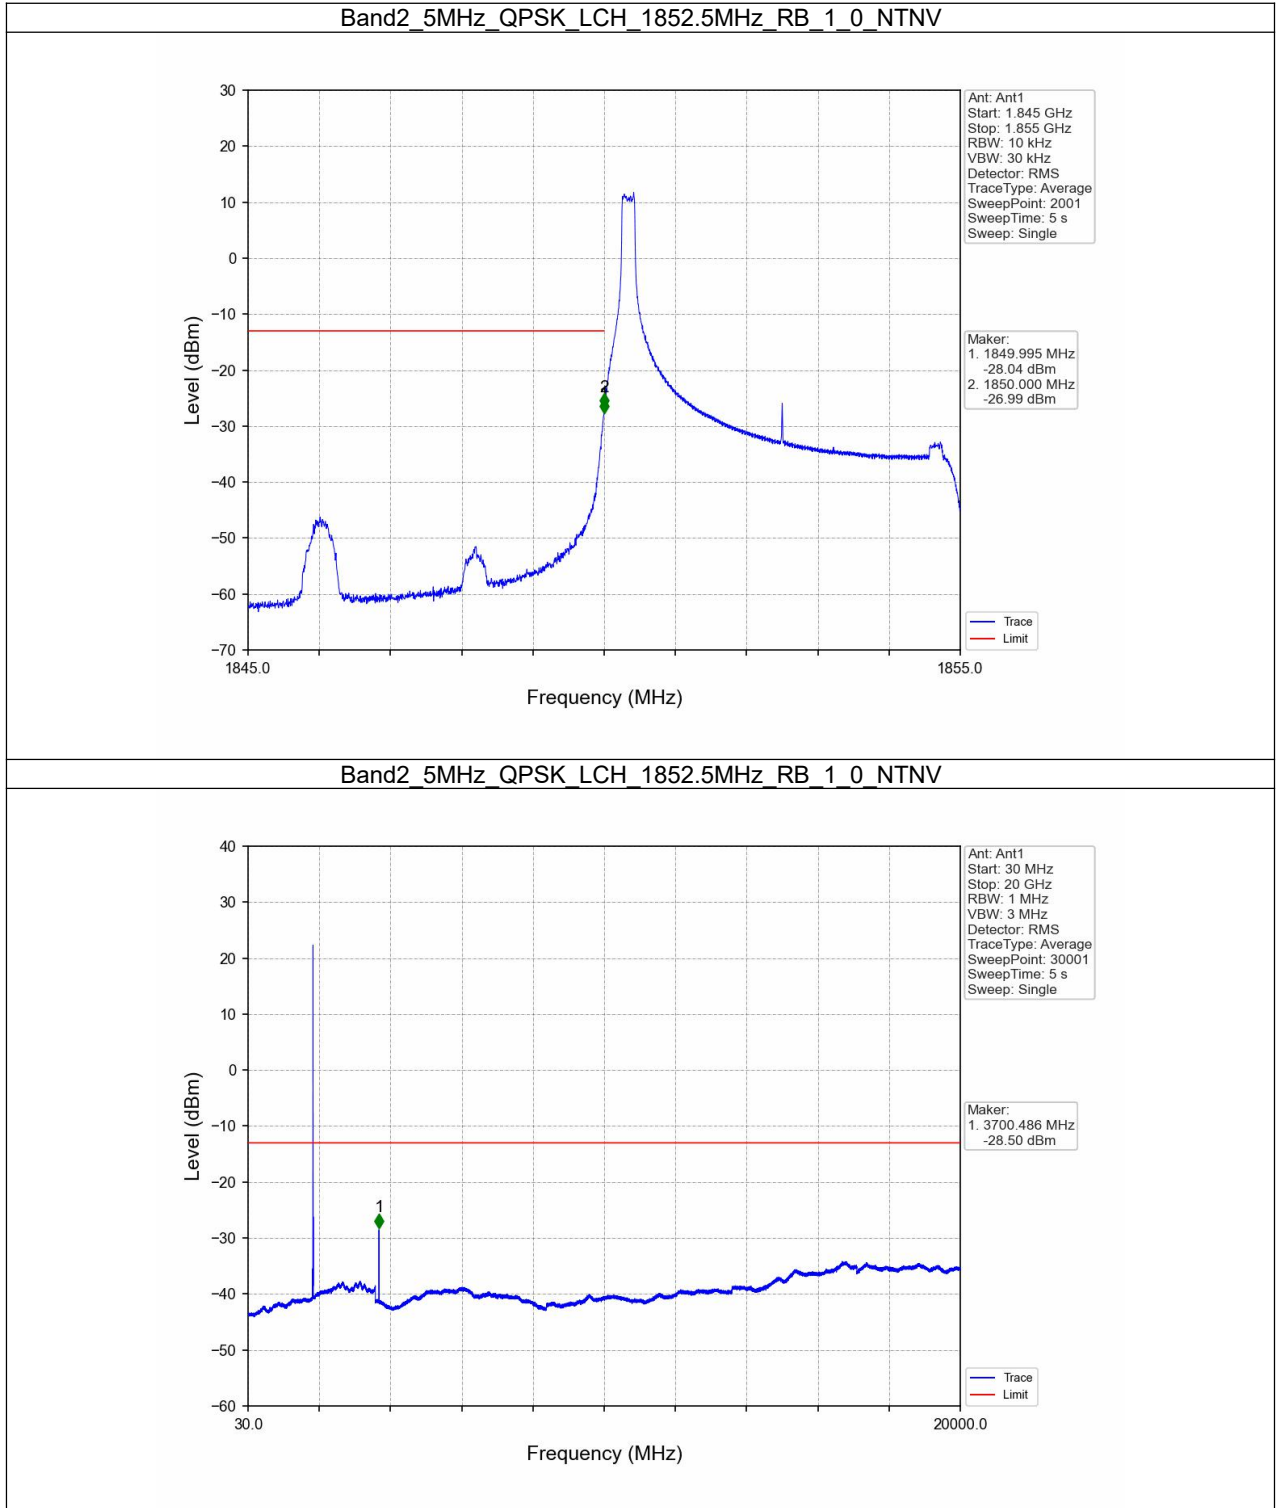 Band2_5MHz_QPSK_LCH_1852.5MHz_RB_1_0_NTNV
30
20
10
0
−10
−20
−30
−40
−50
−60
−70
Level (dBm)
1845.0
1855.0
Frequency (MHz)
2
Ant: Ant1
Start: 1.845 GHz
Stop: 1.855 GHz
RBW: 10 kHz
VBW: 30 kHz
Detector: RMS
TraceType: Average
SweepPoint: 2001
SweepTime: 5 s
Sweep: Single
Maker:
1. 1849.995 MHz
-28.04 dBm
2. 1850.000 MHz
-26.99 dBm
Trace
Limit
Band2_5MHz_QPSK_LCH_1852.5MHz_RB_1_0_NTNV
40
30
20
10
0
−10
−20
−30
−40
−50
−60
Level (dBm)
30.0
20000.0
Frequency (MHz)
1
Ant: Ant1
Start: 30 MHz
Stop: 20 GHz
RBW: 1 MHz
VBW: 3 MHz
Detector: RMS
TraceType: Average
SweepPoint: 30001
SweepTime: 5 s
Sweep: Single
Maker:
1. 3700.486 MHz
-28.50 dBm
Trace
Limit